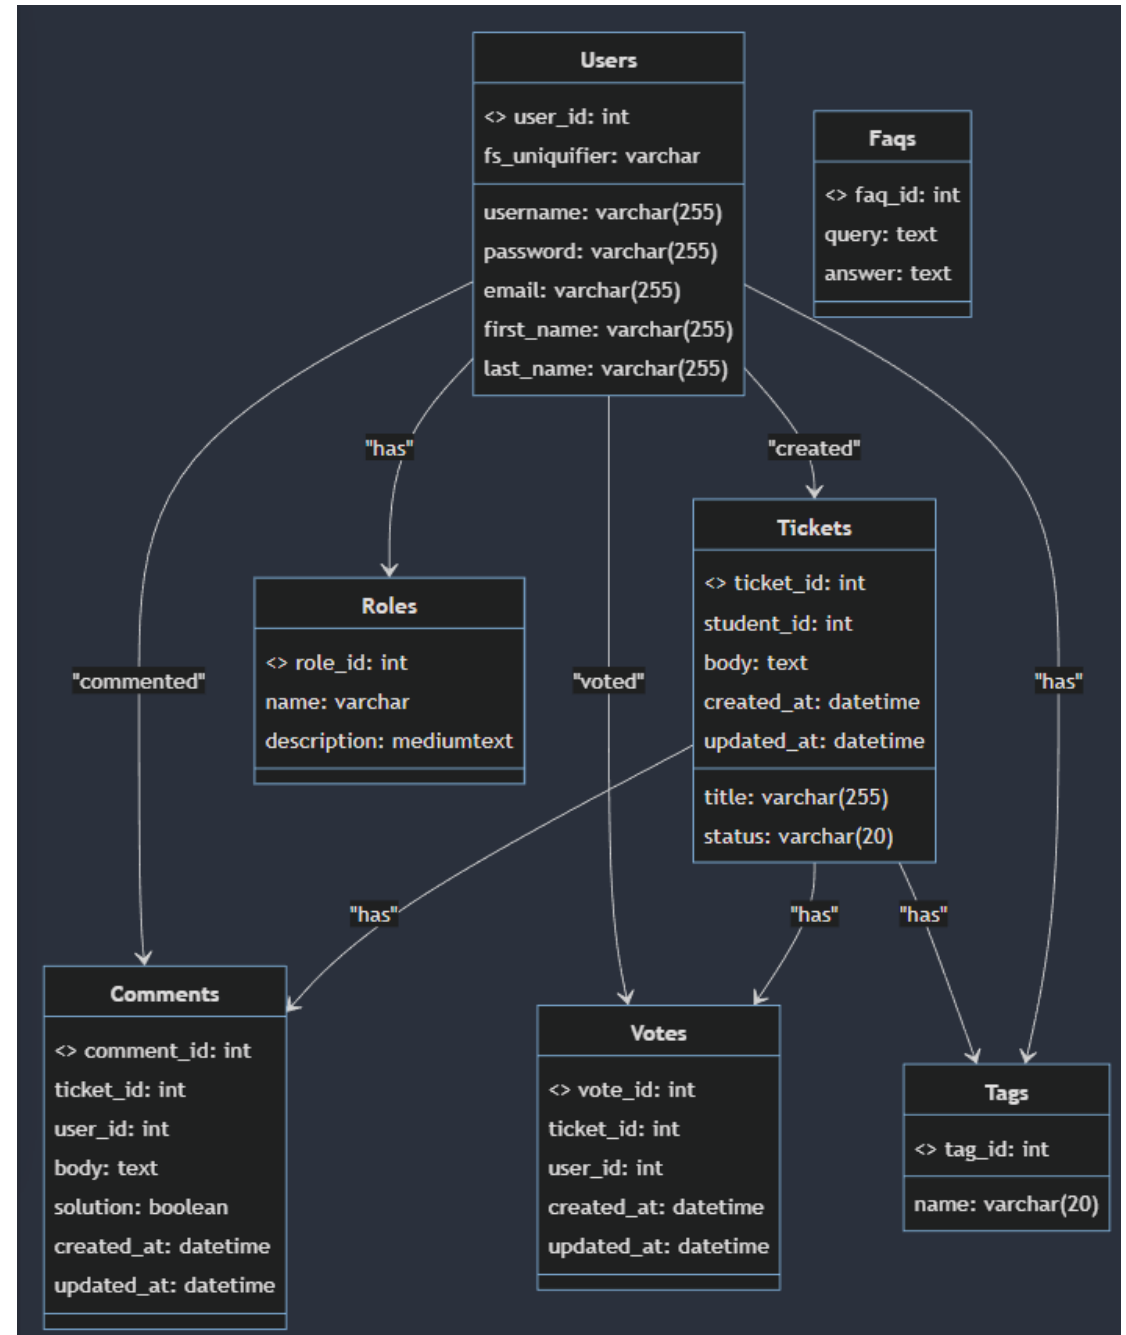 Users
<> user_id: int
fs_uniquifier: varchar
username: varchar(255)
password: varchar(255)
email: varchar(255)
first_name: varchar(255)
last_name: varchar(255)
Faqs
<> faq_id: int
query: text
answer: text
"has"
"created"
Tickets
<> ticket_id: int
student_id: int
body: text
created_at: datetime
updated_at: datetime
title: varchar(255)
status: varchar(20)
Roles
<> role_id: int
name: varchar
description: mediumtext
"commented"
"voted"
"has"
"has"
"has"
"has"
Comments
<> comment_id: int
ticket_id: int
user_id: int
body: text
solution: boolean
created_at: datetime
updated_at: datetime
Votes
<> vote_id: int
ticket_id: int
user_id: int
created_at: datetime
updated_at: datetime
Tags
<> tag_id: int
name: varchar(20)